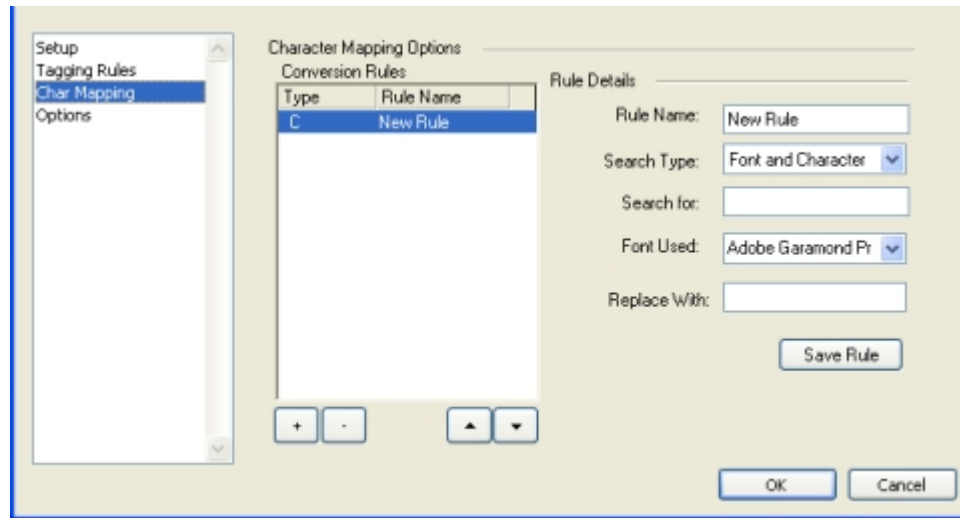 Setup
Tagging Rules
Char Mapping
Options
Character Mapping Options
Conversion Rules
Type Rule Name
C New Rule
+ - ▲ ▼
Rule Details
Rule Name: New Rule
Search Type: Font and Character
Search for:
Font Used: Adobe Garamond Pr
Replace With:
Save Rule
OK Cancel